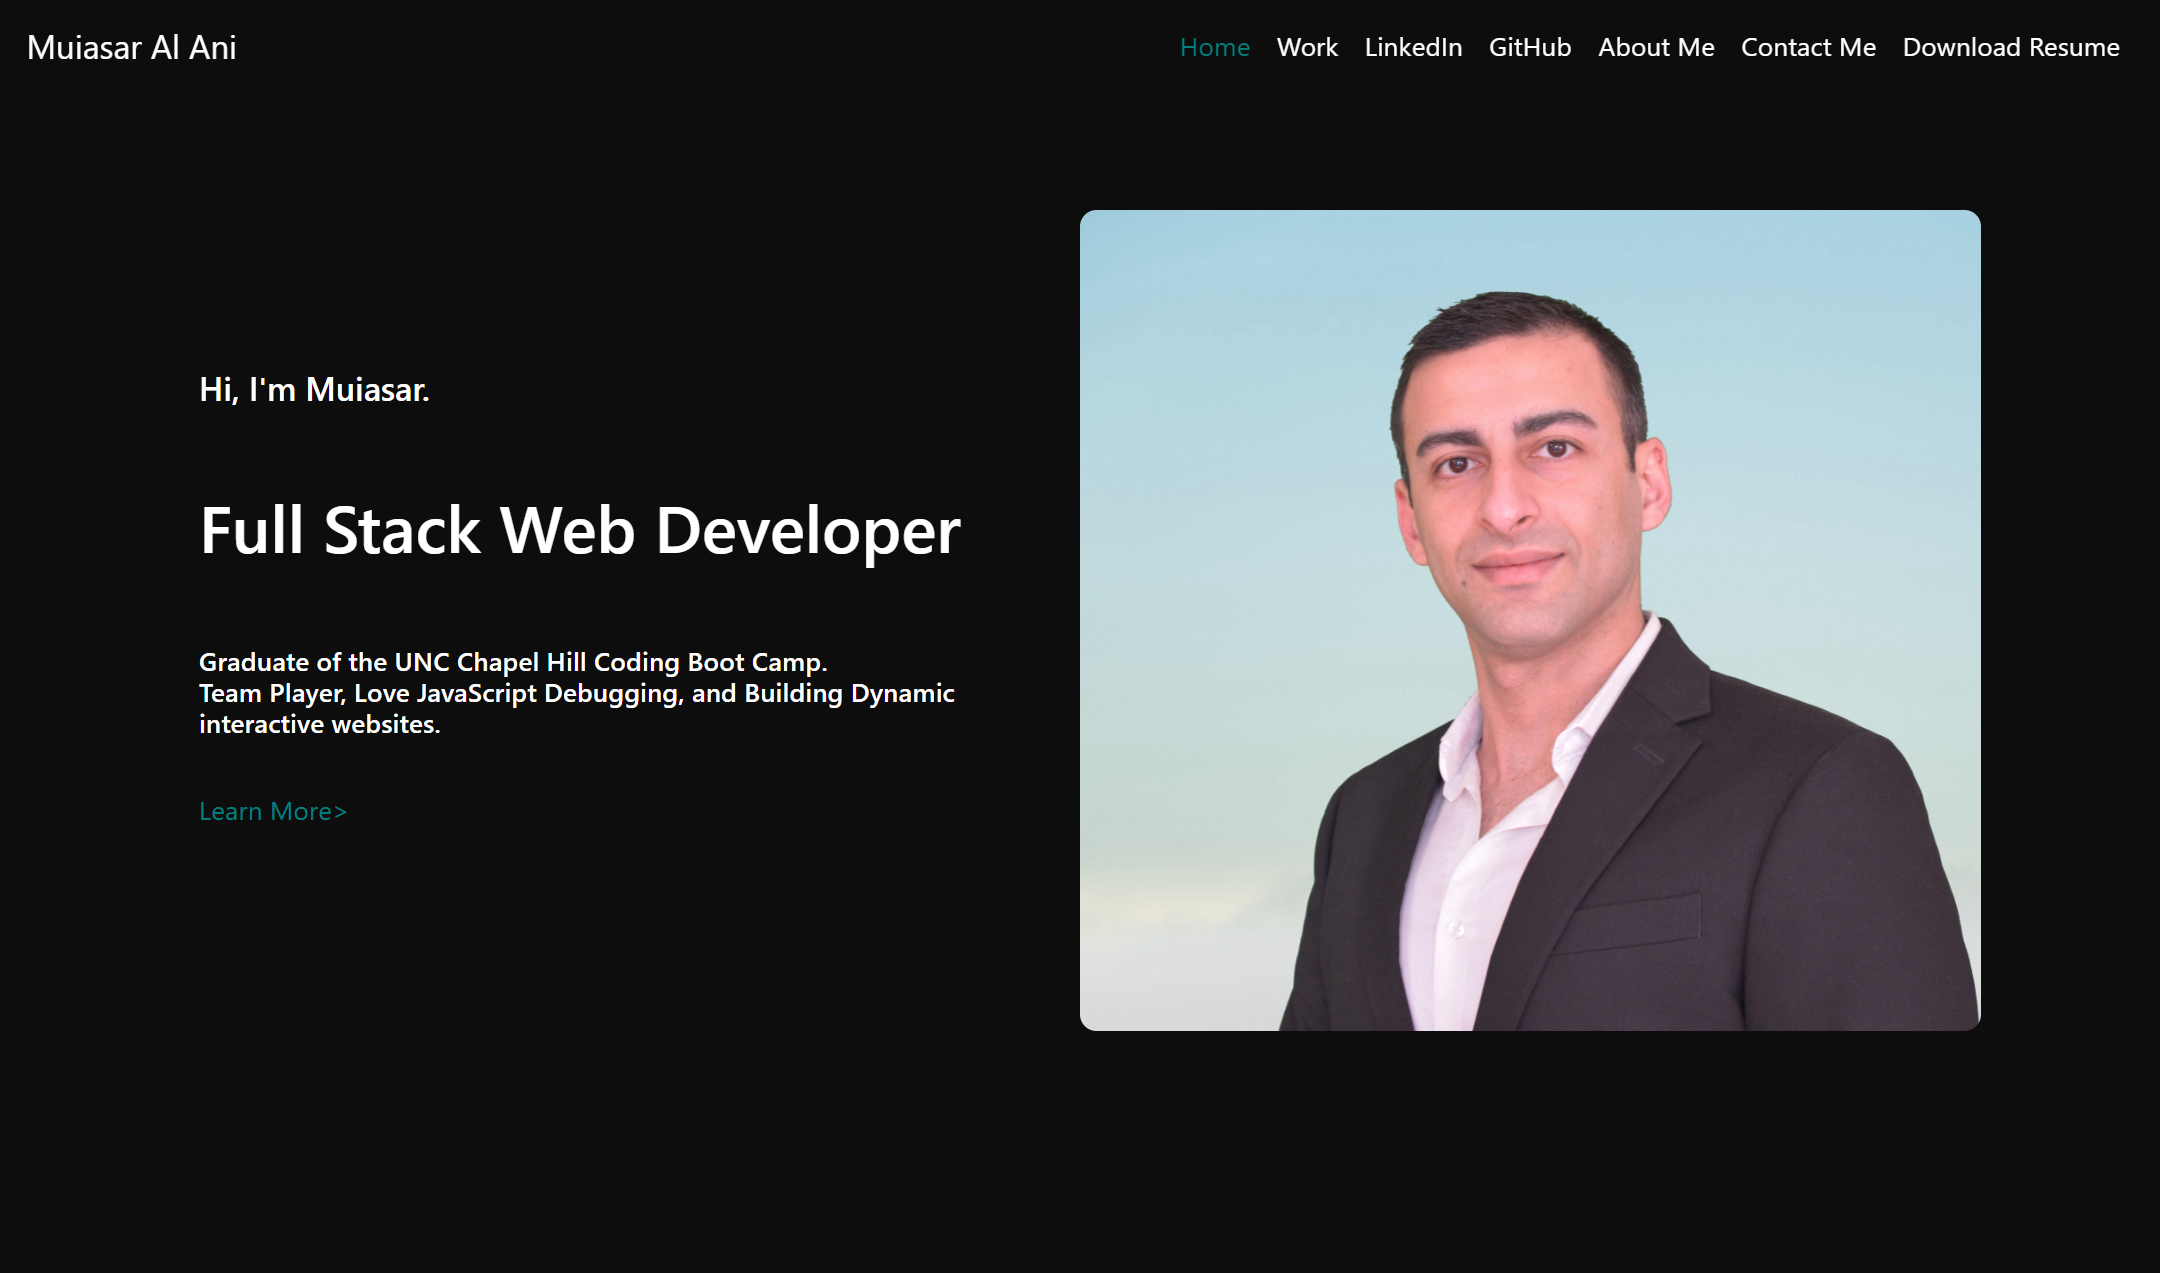 Muiasar Al Ani
Home Work LinkedIn GitHub About Me Contact Me Download Resume
Hi, I'm Muiasar.
Full Stack Web Developer
Graduate of the UNC Chapel Hill Coding Boot Camp.
Team Player, Love JavaScript Debugging, and Building Dynamic
interactive websites.
Learn More>